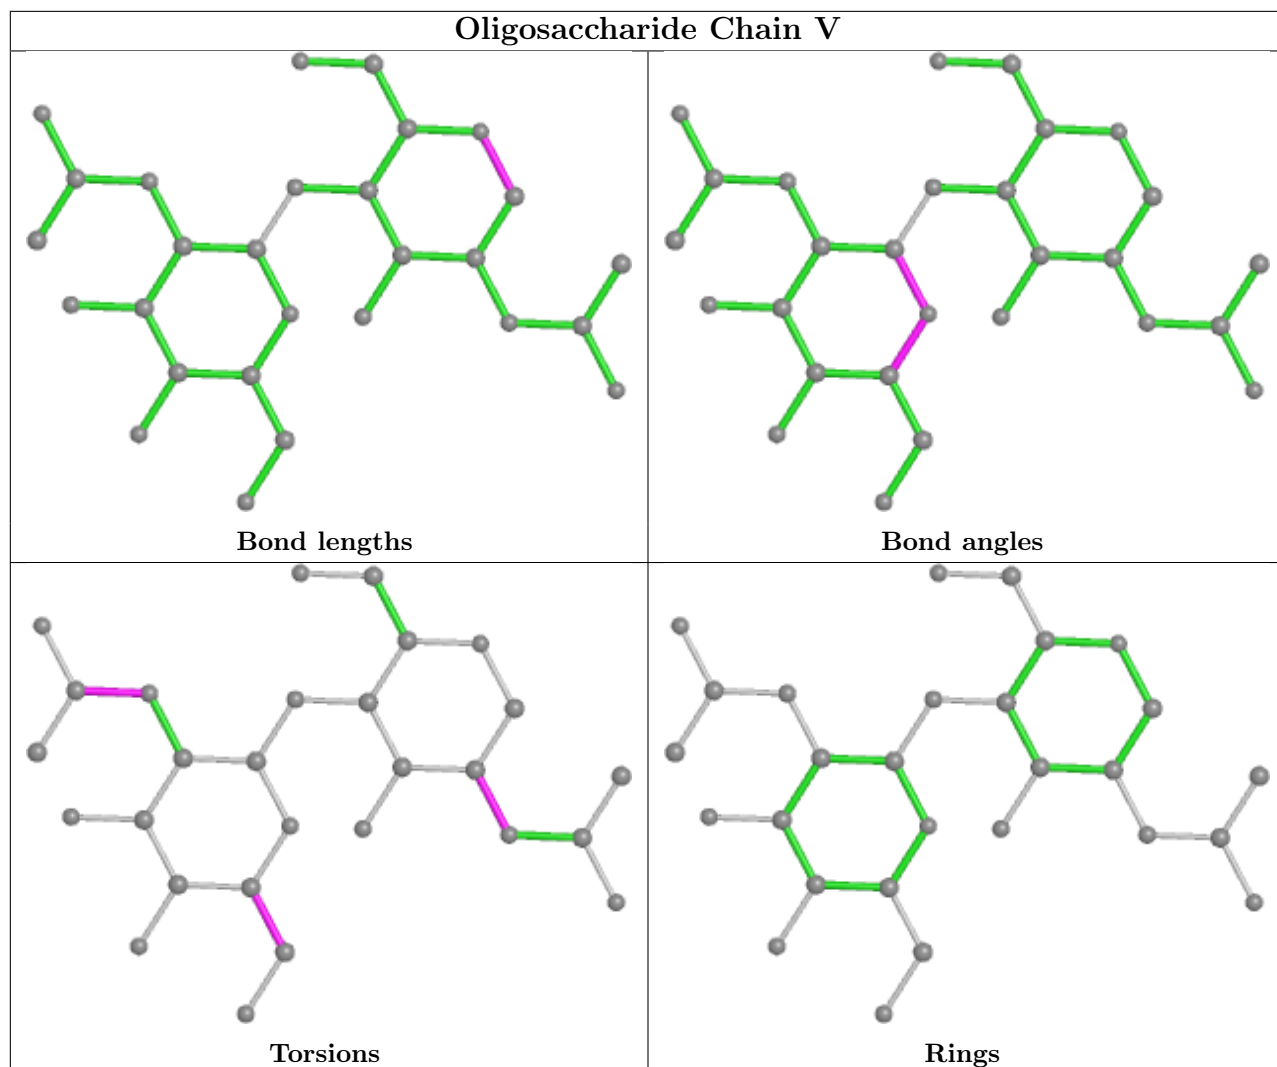 Oligosaccharide Chain V
Bond lengths
Bond angles
Torsions
Rings